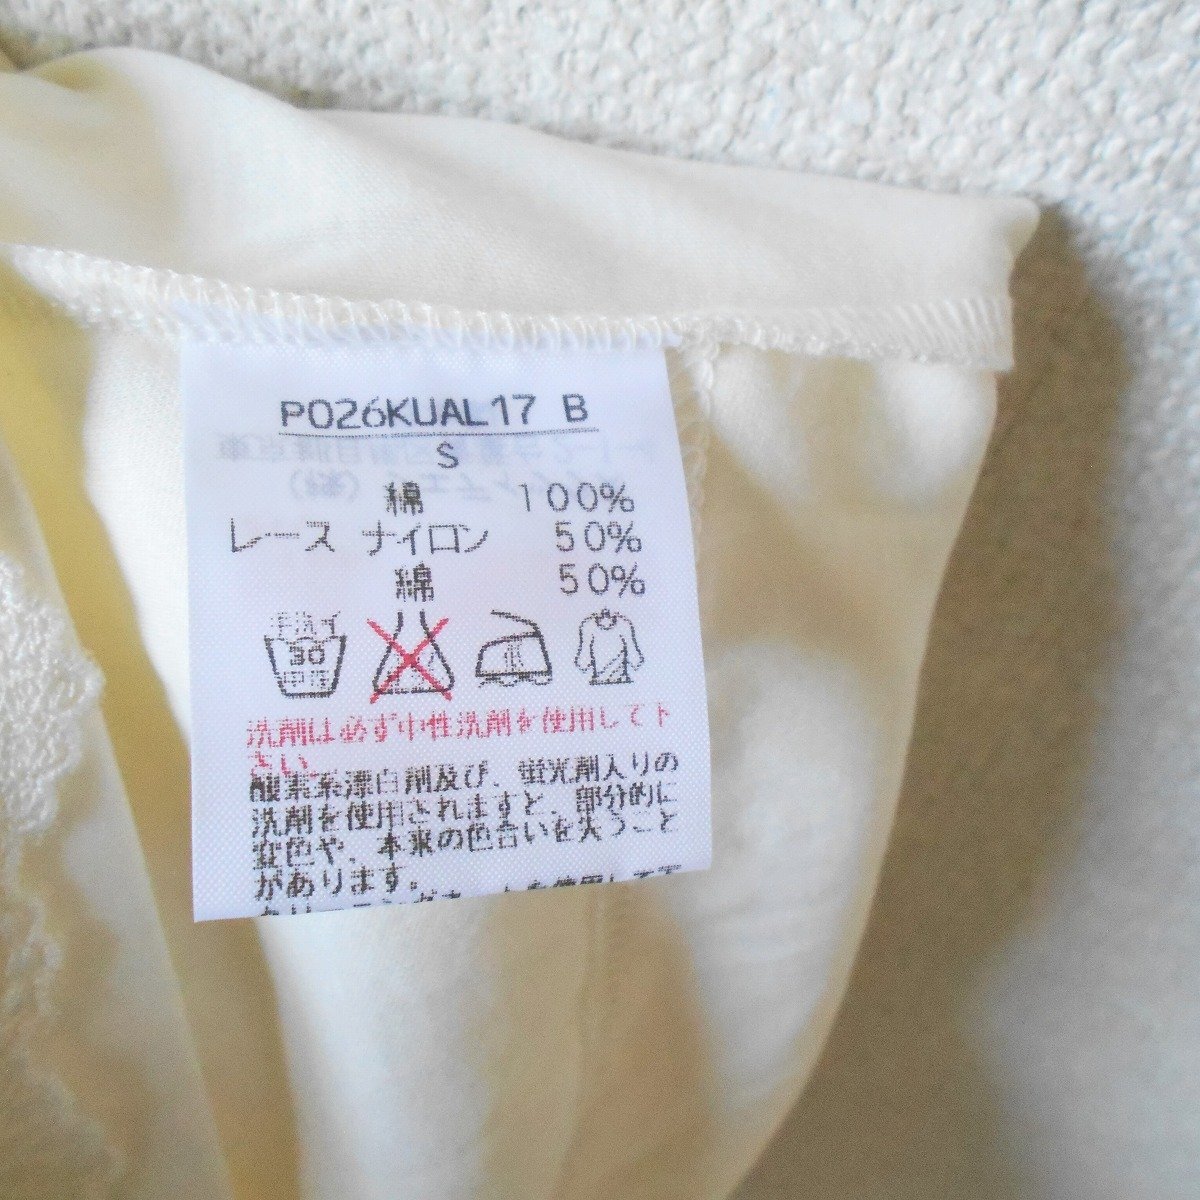 P026KUAL17 B
S
綿 100%
レース ナイロン 50%
綿 50%
手洗イ
30
中性
洗剤は必ず中性洗剤を使用して下
さい。
酸素系漂白剤及び、蛍光剤入りの
洗剤を使用されますと、部分的に
変色や、本来の色合いを失うこと
があります。